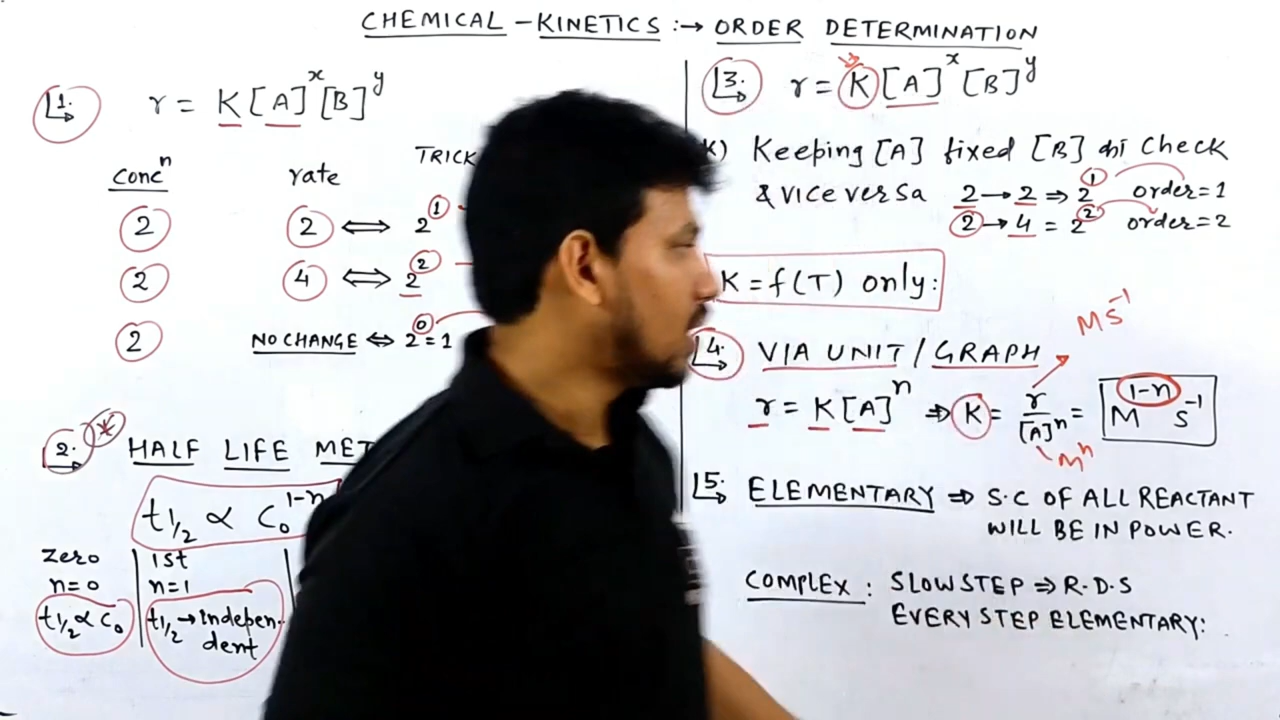 CHEMICAL - KINETICS :→ ORDER DETERMINATION
1. r = K[A]^x[B]^y
conc^n rate TRICK
2 2 ⟺ 2^1
2 4 ⟺ 2^2
2 NO CHANGE ⟺ 2^0 = 1
2. * HALF LIFE MET
t1/2 ∝ C₀^1-n
zero | 1st
n=0 | n=1
t1/2 ∝ C₀ | t1/2 → Indepen-
dent
3. r = K[A]^x[B]^y
) Keeping [A] fixed [B] को Check
& vice versa 2 → 2 ⇒ 2^1 order = 1
2 → 4 = 2^2 order = 2
K = f(T) only:
4. VIA UNIT / GRAPH MS^-1
r = K[A]^n ⇒ K = r/[A]^n = M^1-n S^-1
M^n
5. ELEMENTARY ⇒ S.C OF ALL REACTANT
WILL BE IN POWER.
COMPLEX : SLOW STEP ⇒ R.D.S
EVERY STEP ELEMENTARY: